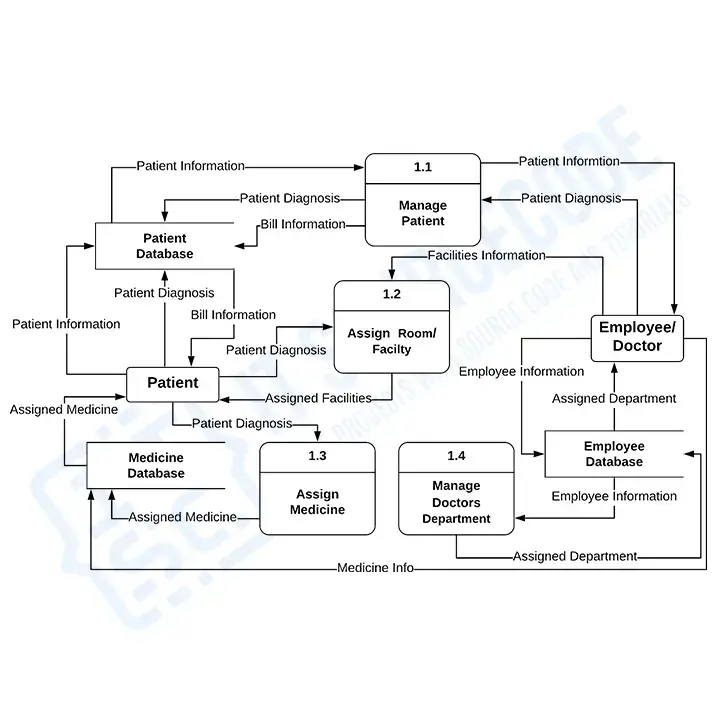 Patient Information
1.1
Patient Informtion
Manage
Patient
Patient Diagnosis
Patient Diagnosis
Bill Information
Patient
Database
Facilities Information
1.2
Patient Diagnosis
Bill Information
Patient Information
Assign Room/
Facilty
Employee/
Doctor
Patient Diagnosis
Employee Information
Patient
Assigned Facilities
Assigned Department
Assigned Medicine
Patient Diagnosis
Medicine
Database
1.3
1.4
Employee
Database
Assign
Medicine
Manage
Doctors
Department
Employee Information
Assigned Medicine
Assigned Department
Medicine Info